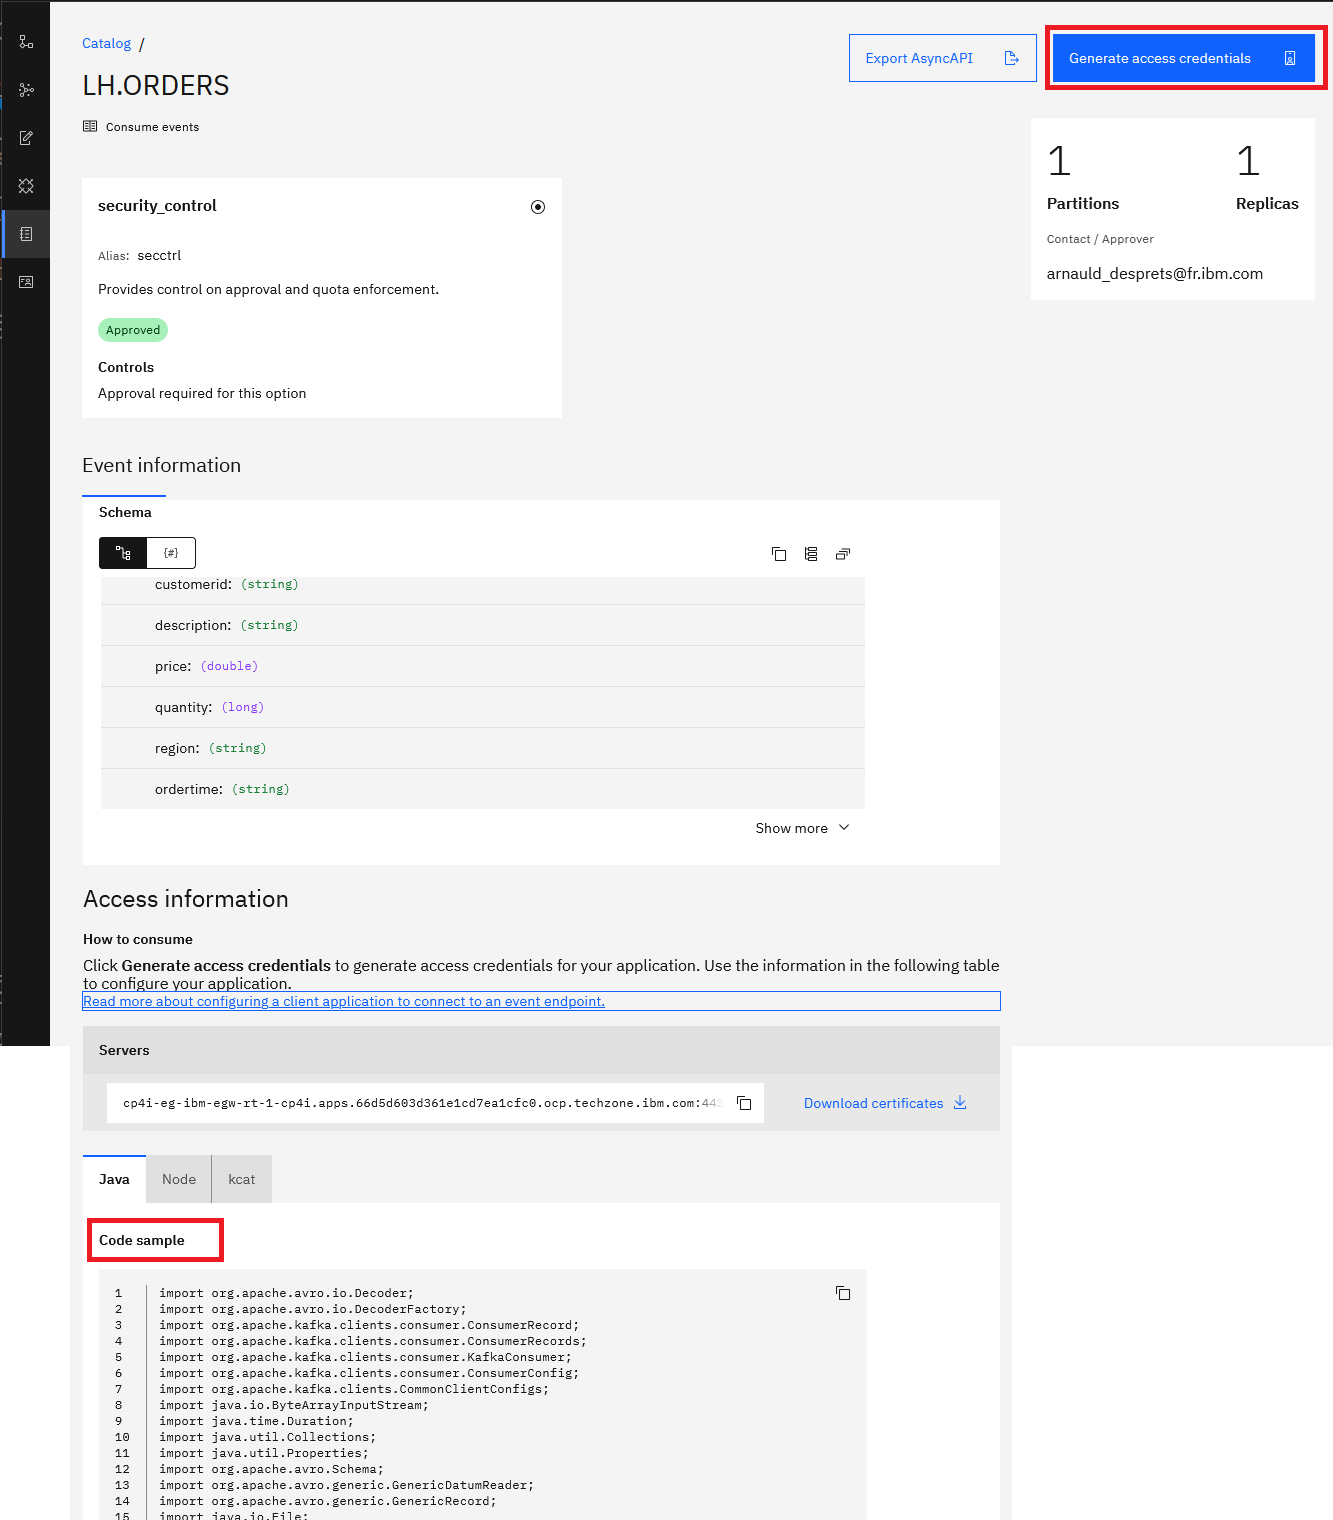 Catalog /
LH.ORDERS
Consume events
Export AsyncAPI
Generate access credentials
1
Partitions
1
Replicas
Contact / Approver
arnauld_desprets@fr.ibm.com
security_control
Alias: secctrl
Provides control on approval and quota enforcement.
Approved
Controls
Approval required for this option
Event information
Schema
{#}
customerid: (string)
description: (string)
price: (double)
quantity: (long)
region: (string)
ordertime: (string)
Show more
Access information
How to consume
Click Generate access credentials to generate access credentials for your application. Use the information in the following table
to configure your application.
Read more about configuring a client application to connect to an event endpoint.
Servers
cp4i-eg-ibm-egw-rt-1-cp4i.apps.66d5d603d361e1cd7ea1cfc0.ocp.techzone.ibm.com:443
Download certificates
Java
Node
kcat
Code sample
1 import org.apache.avro.io.Decoder;
2 import org.apache.avro.io.DecoderFactory;
3 import org.apache.kafka.clients.consumer.ConsumerRecord;
4 import org.apache.kafka.clients.consumer.ConsumerRecords;
5 import org.apache.kafka.clients.consumer.KafkaConsumer;
6 import org.apache.kafka.clients.consumer.ConsumerConfig;
7 import org.apache.kafka.clients.CommonClientConfigs;
8 import java.io.ByteArrayInputStream;
9 import java.time.Duration;
10 import java.util.Collections;
11 import java.util.Properties;
12 import org.apache.avro.Schema;
13 import org.apache.avro.generic.GenericDatumReader;
14 import org.apache.avro.generic.GenericRecord;
15 import java.io.File;